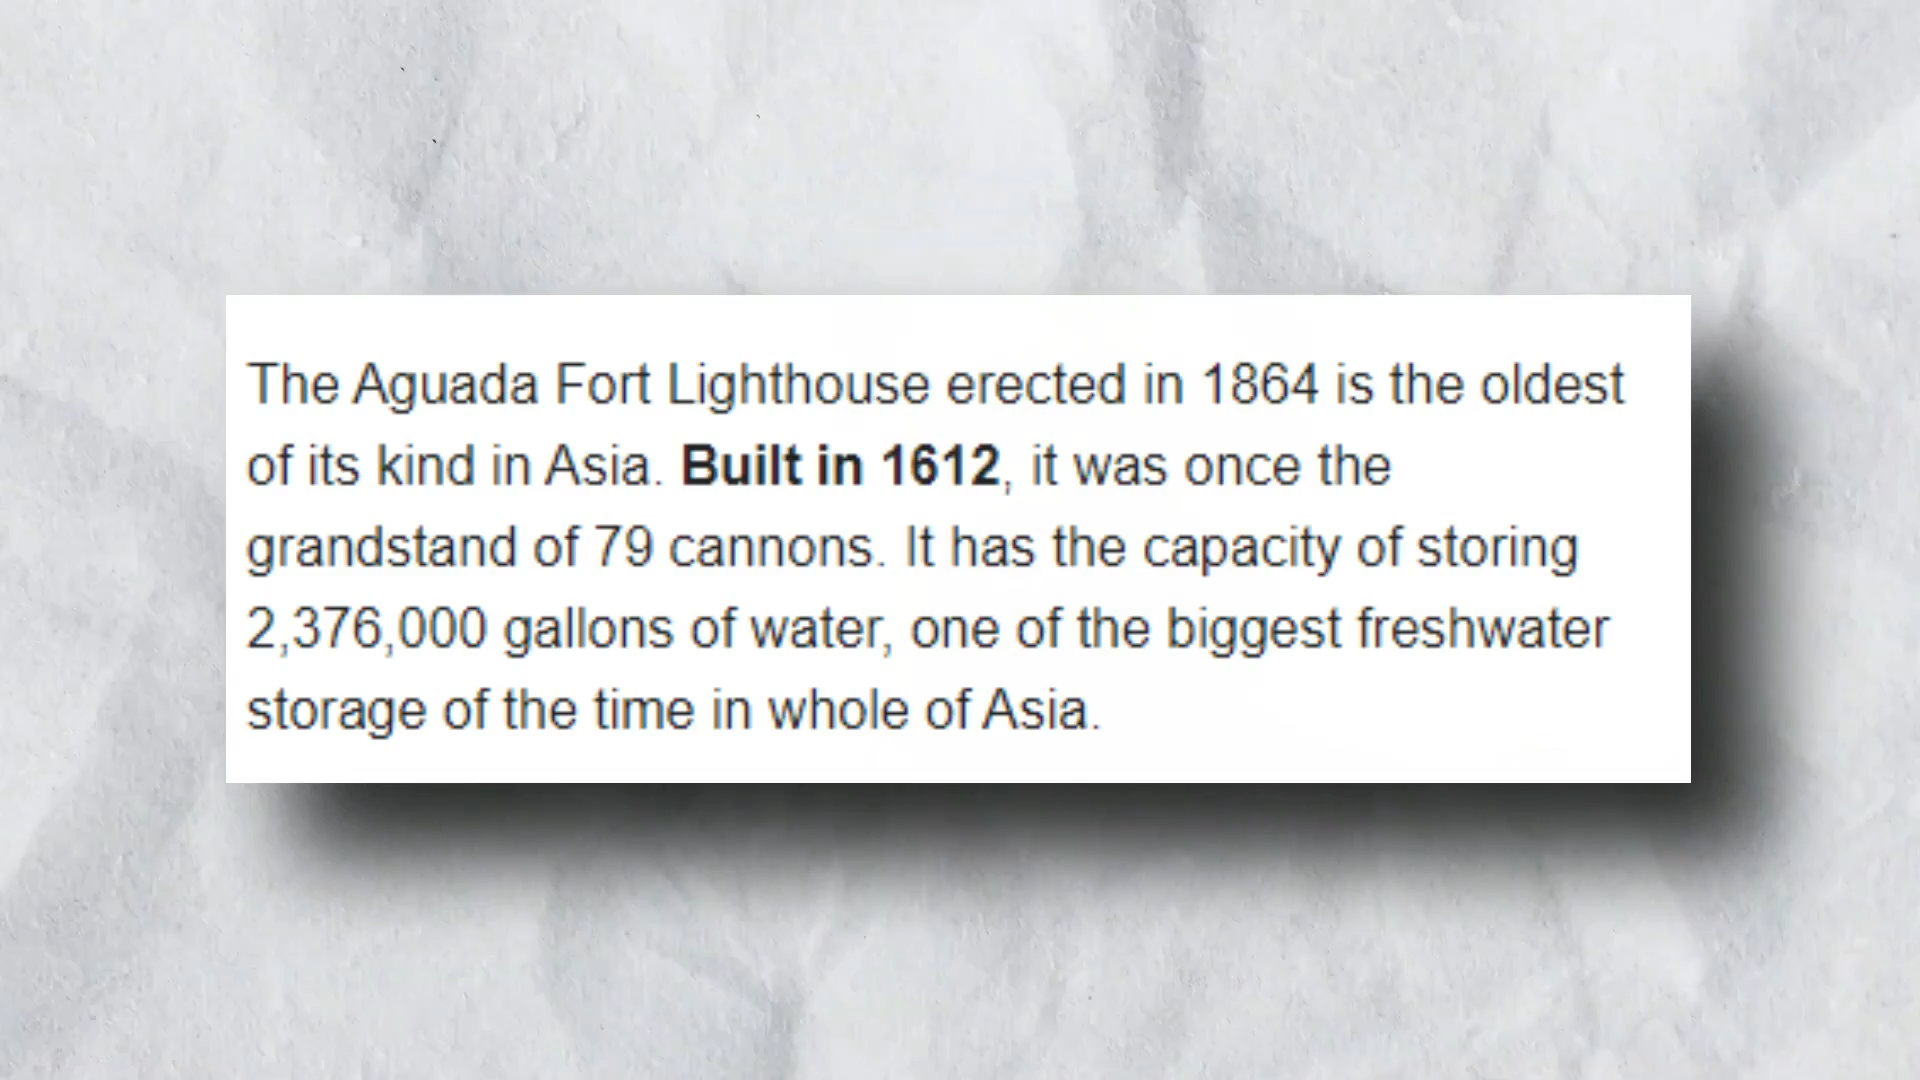 The Aguada Fort Lighthouse erected in 1864 is the oldest
of its kind in Asia. Built in 1612, it was once the
grandstand of 79 cannons. It has the capacity of storing
2,376,000 gallons of water, one of the biggest freshwater
storage of the time in whole of Asia.